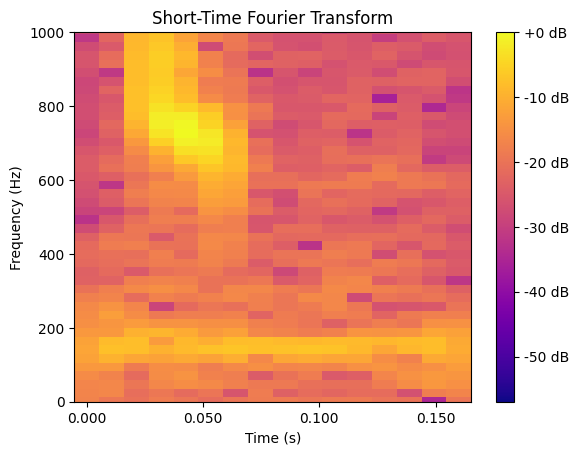 Short-Time Fourier Transform
1000
800
600
400
200
0
Frequency (Hz)
0.000
0.050
0.100
0.150
Time (s)
+0 dB
-10 dB
-20 dB
-30 dB
-40 dB
-50 dB